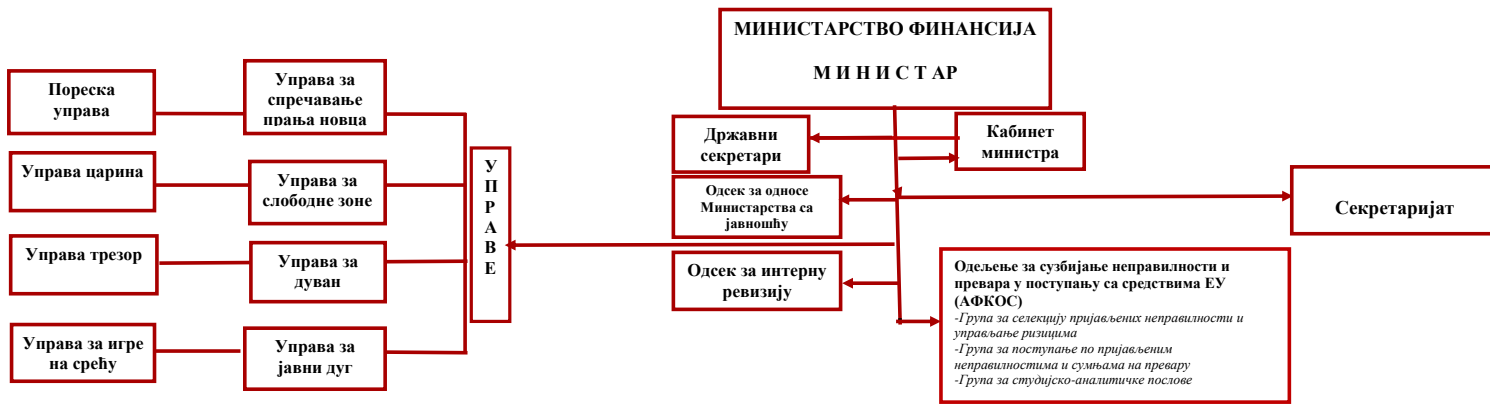 МИНИСТАРСТВО ФИНАНСИЈА
М И Н И С Т АР
Пореска
управа
Управа за
спречавање
прања новца
Управа царина
Управа за
слободне зоне
Управа трезор
Управа за
дуван
Управа за игре
на срећу
Управа за
јавни дуг
У
П
Р
А
В
Е
Државни
секретари
Кабинет
министра
Одсек за односе
Министарства са
јавношћу
Секретаријат
Одсек за интерну
ревизију
Одељење за сузбијање неправилности и
превара у поступању са средствима ЕУ
(АФКОС)
-Група за селекцију пријављених неправилности и
управљање ризицима
-Група за поступање по пријављеним
неправилностима и сумњама на превару
-Група за студијско-аналитичке послове